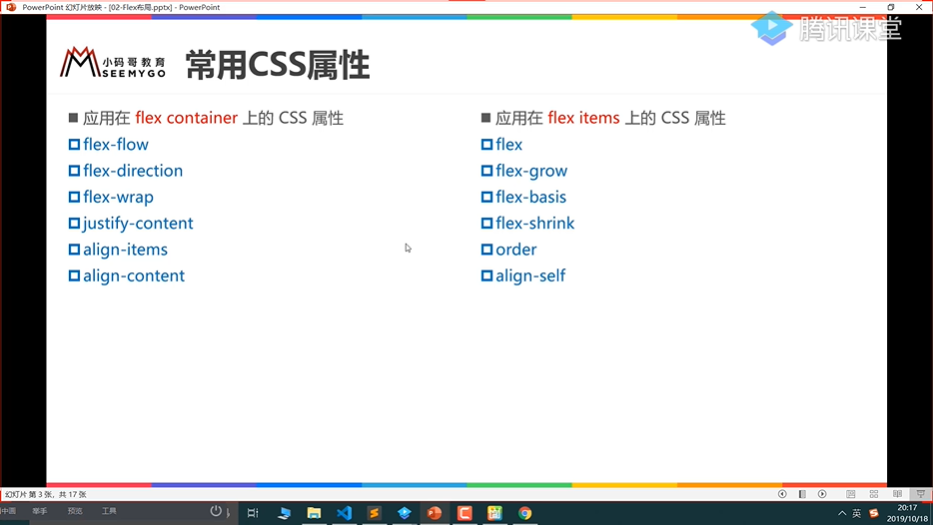 PowerPoint 幻灯片放映 - [02-Flex布局.pptx] - PowerPoint
腾讯课堂
小码哥教育
SEEMYGO
常用CSS属性
应用在 flex container 上的 CSS 属性
flex-flow
flex-direction
flex-wrap
justify-content
align-items
align-content
应用在 flex items 上的 CSS 属性
flex
flex-grow
flex-basis
flex-shrink
order
align-self
幻灯片 第 3 张，共 17 张
举手
预览
工具
英
20:17
2019/10/18